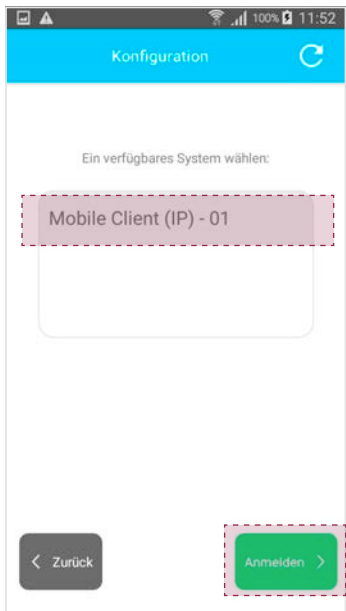 100% 11:52
Konfiguration
Ein verfügbares System wählen:
Mobile Client (IP) - 01
Zurück
Anmelden